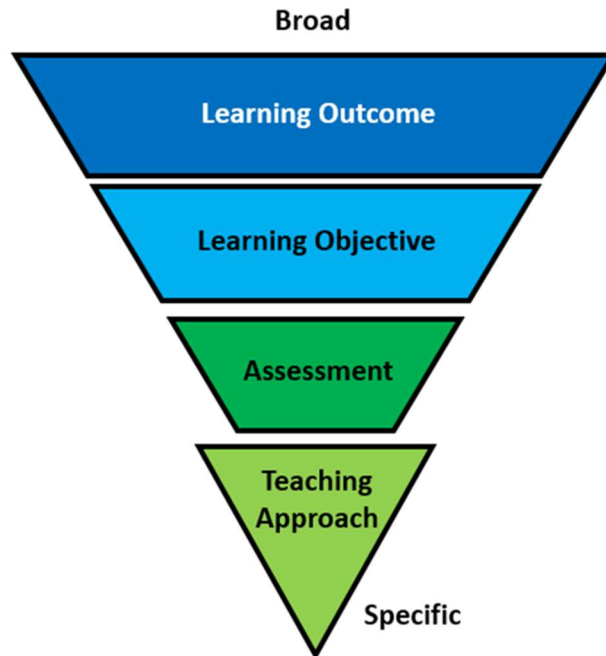 Broad
Learning Outcome
Learning Objective
Assessment
Teaching
Approach
Specific